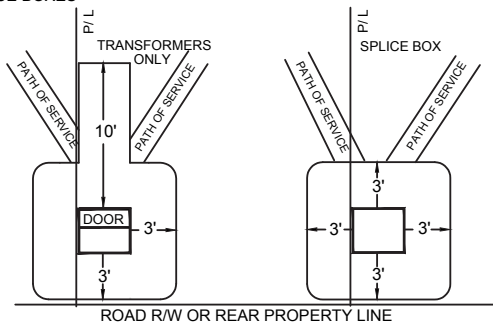 P/ L
TRANSFORMERS
ONLY
PATH OF SERVICE
PATH OF SERVICE
10'
DOOR
3'
3'
P/ L
SPLICE BOX
PATH OF SERVICE
PATH OF SERVICE
3'
3'
3'
3'
ROAD R/W OR REAR PROPERTY LINE